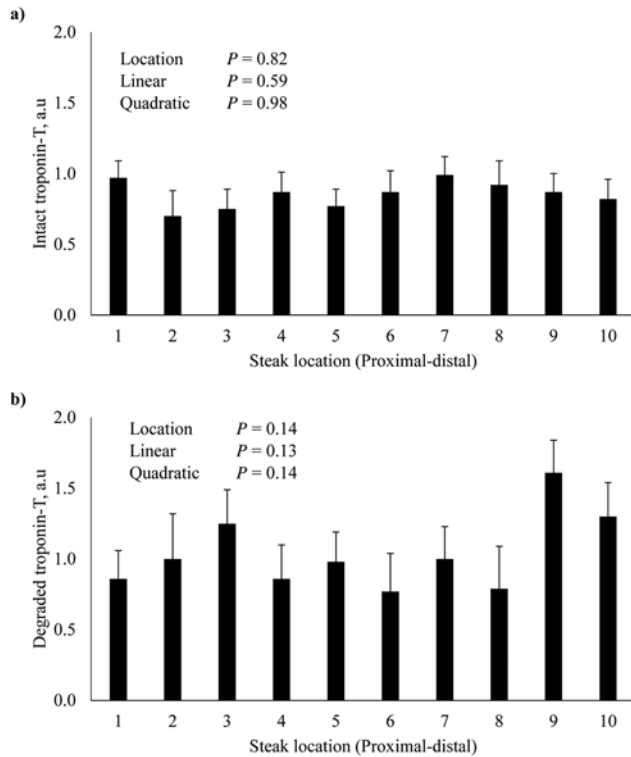 a)
2.0
Location P = 0.82
Linear P = 0.59
Quadratic P = 0.98
1.5
1.0
0.5
0.0
Intact troponin-T, a.u
1 2 3 4 5 6 7 8 9 10
Steak location (Proximal-distal)
b)
2.0
Location P = 0.14
Linear P = 0.13
Quadratic P = 0.14
1.5
1.0
0.5
0.0
Degraded troponin-T, a.u
1 2 3 4 5 6 7 8 9 10
Steak location (Proximal-distal)